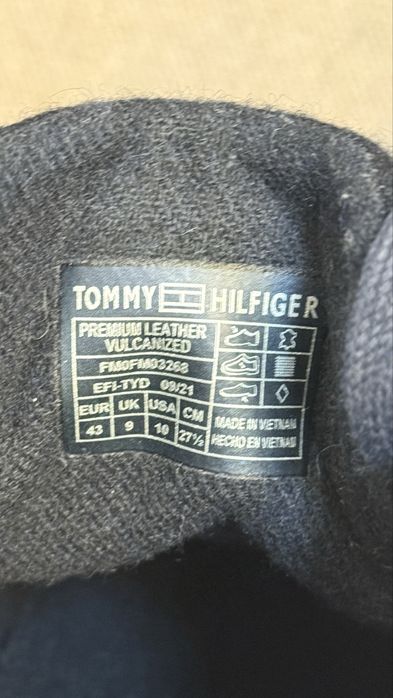 TOMMY HILFIGER
PREMIUM LEATHER
VULCANIZED
FM0FM03268
EFI-TYD 09/21
EUR UK USA CM
43 9 10 27½
MADE IN VIETNAM
HECHO EN VIETNAM